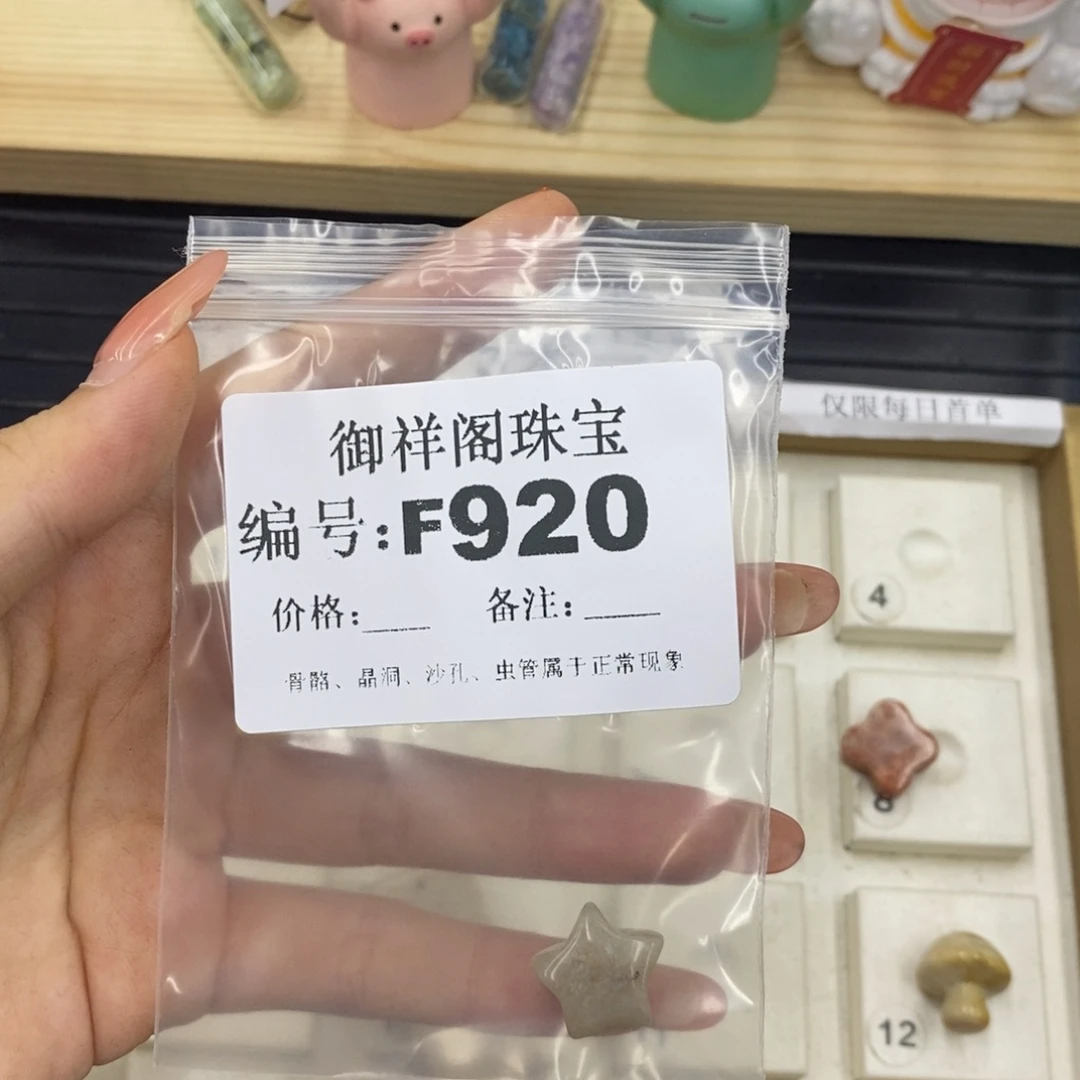 御祥阁珠宝
编号:F920
价格:____ 备注:_____
骨骼、晶洞、沙孔、虫管属于正常现象
仅限每日首单
4
8
12